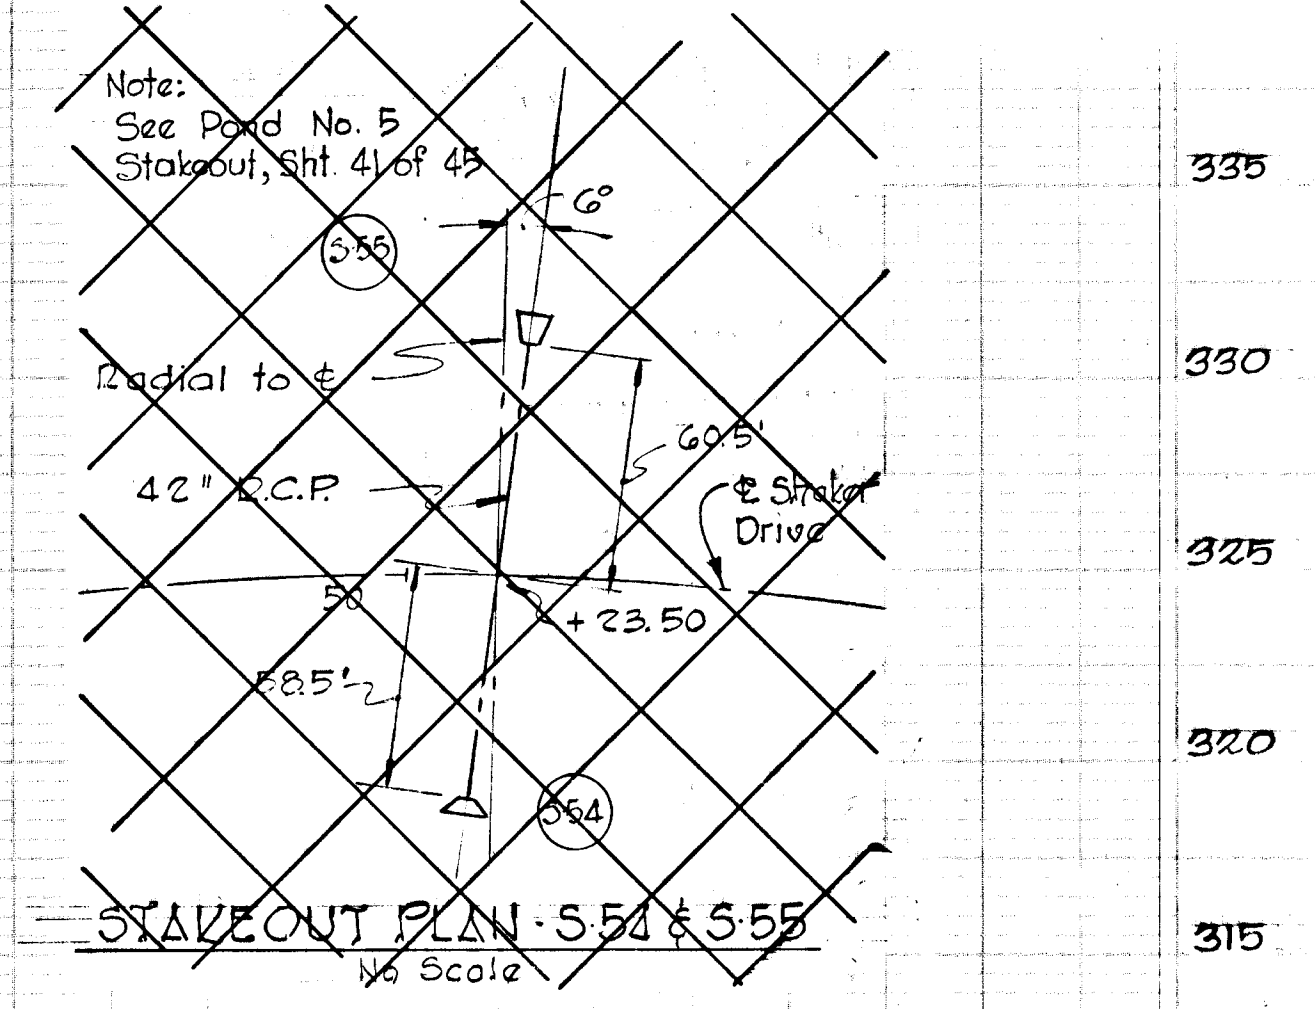 Note:
See Pond No. 5
Stakeout, Sht. 41 of 45
6°
S-55
Radial to ℄
60.5'
42" R.C.P.
℄ Shaker
Drive
50
+ 23.50
58.5'
S-54
STAKEOUT PLAN - S-54 & S-55
No Scale
335
330
325
320
315